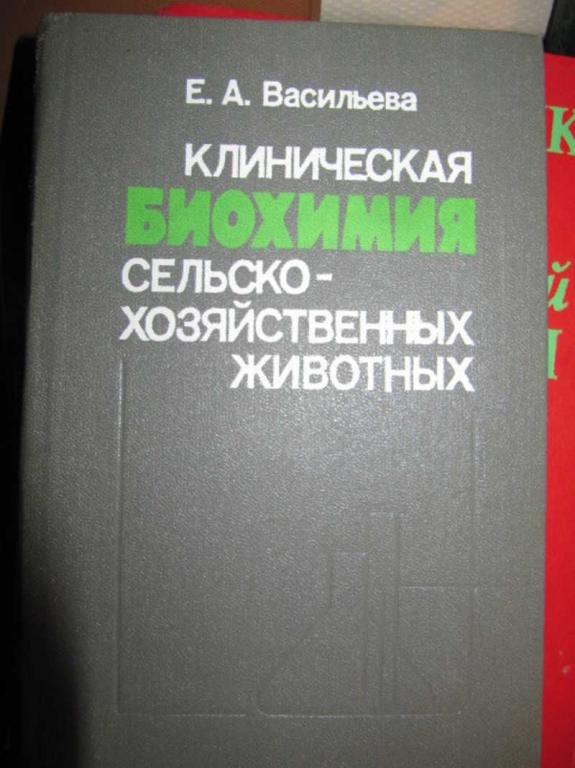 Е. А. Васильева
КЛИНИЧЕСКАЯ
БИОХИМИЯ
СЕЛЬСКО-
ХОЗЯЙСТВЕННЫХ
ЖИВОТНЫХ